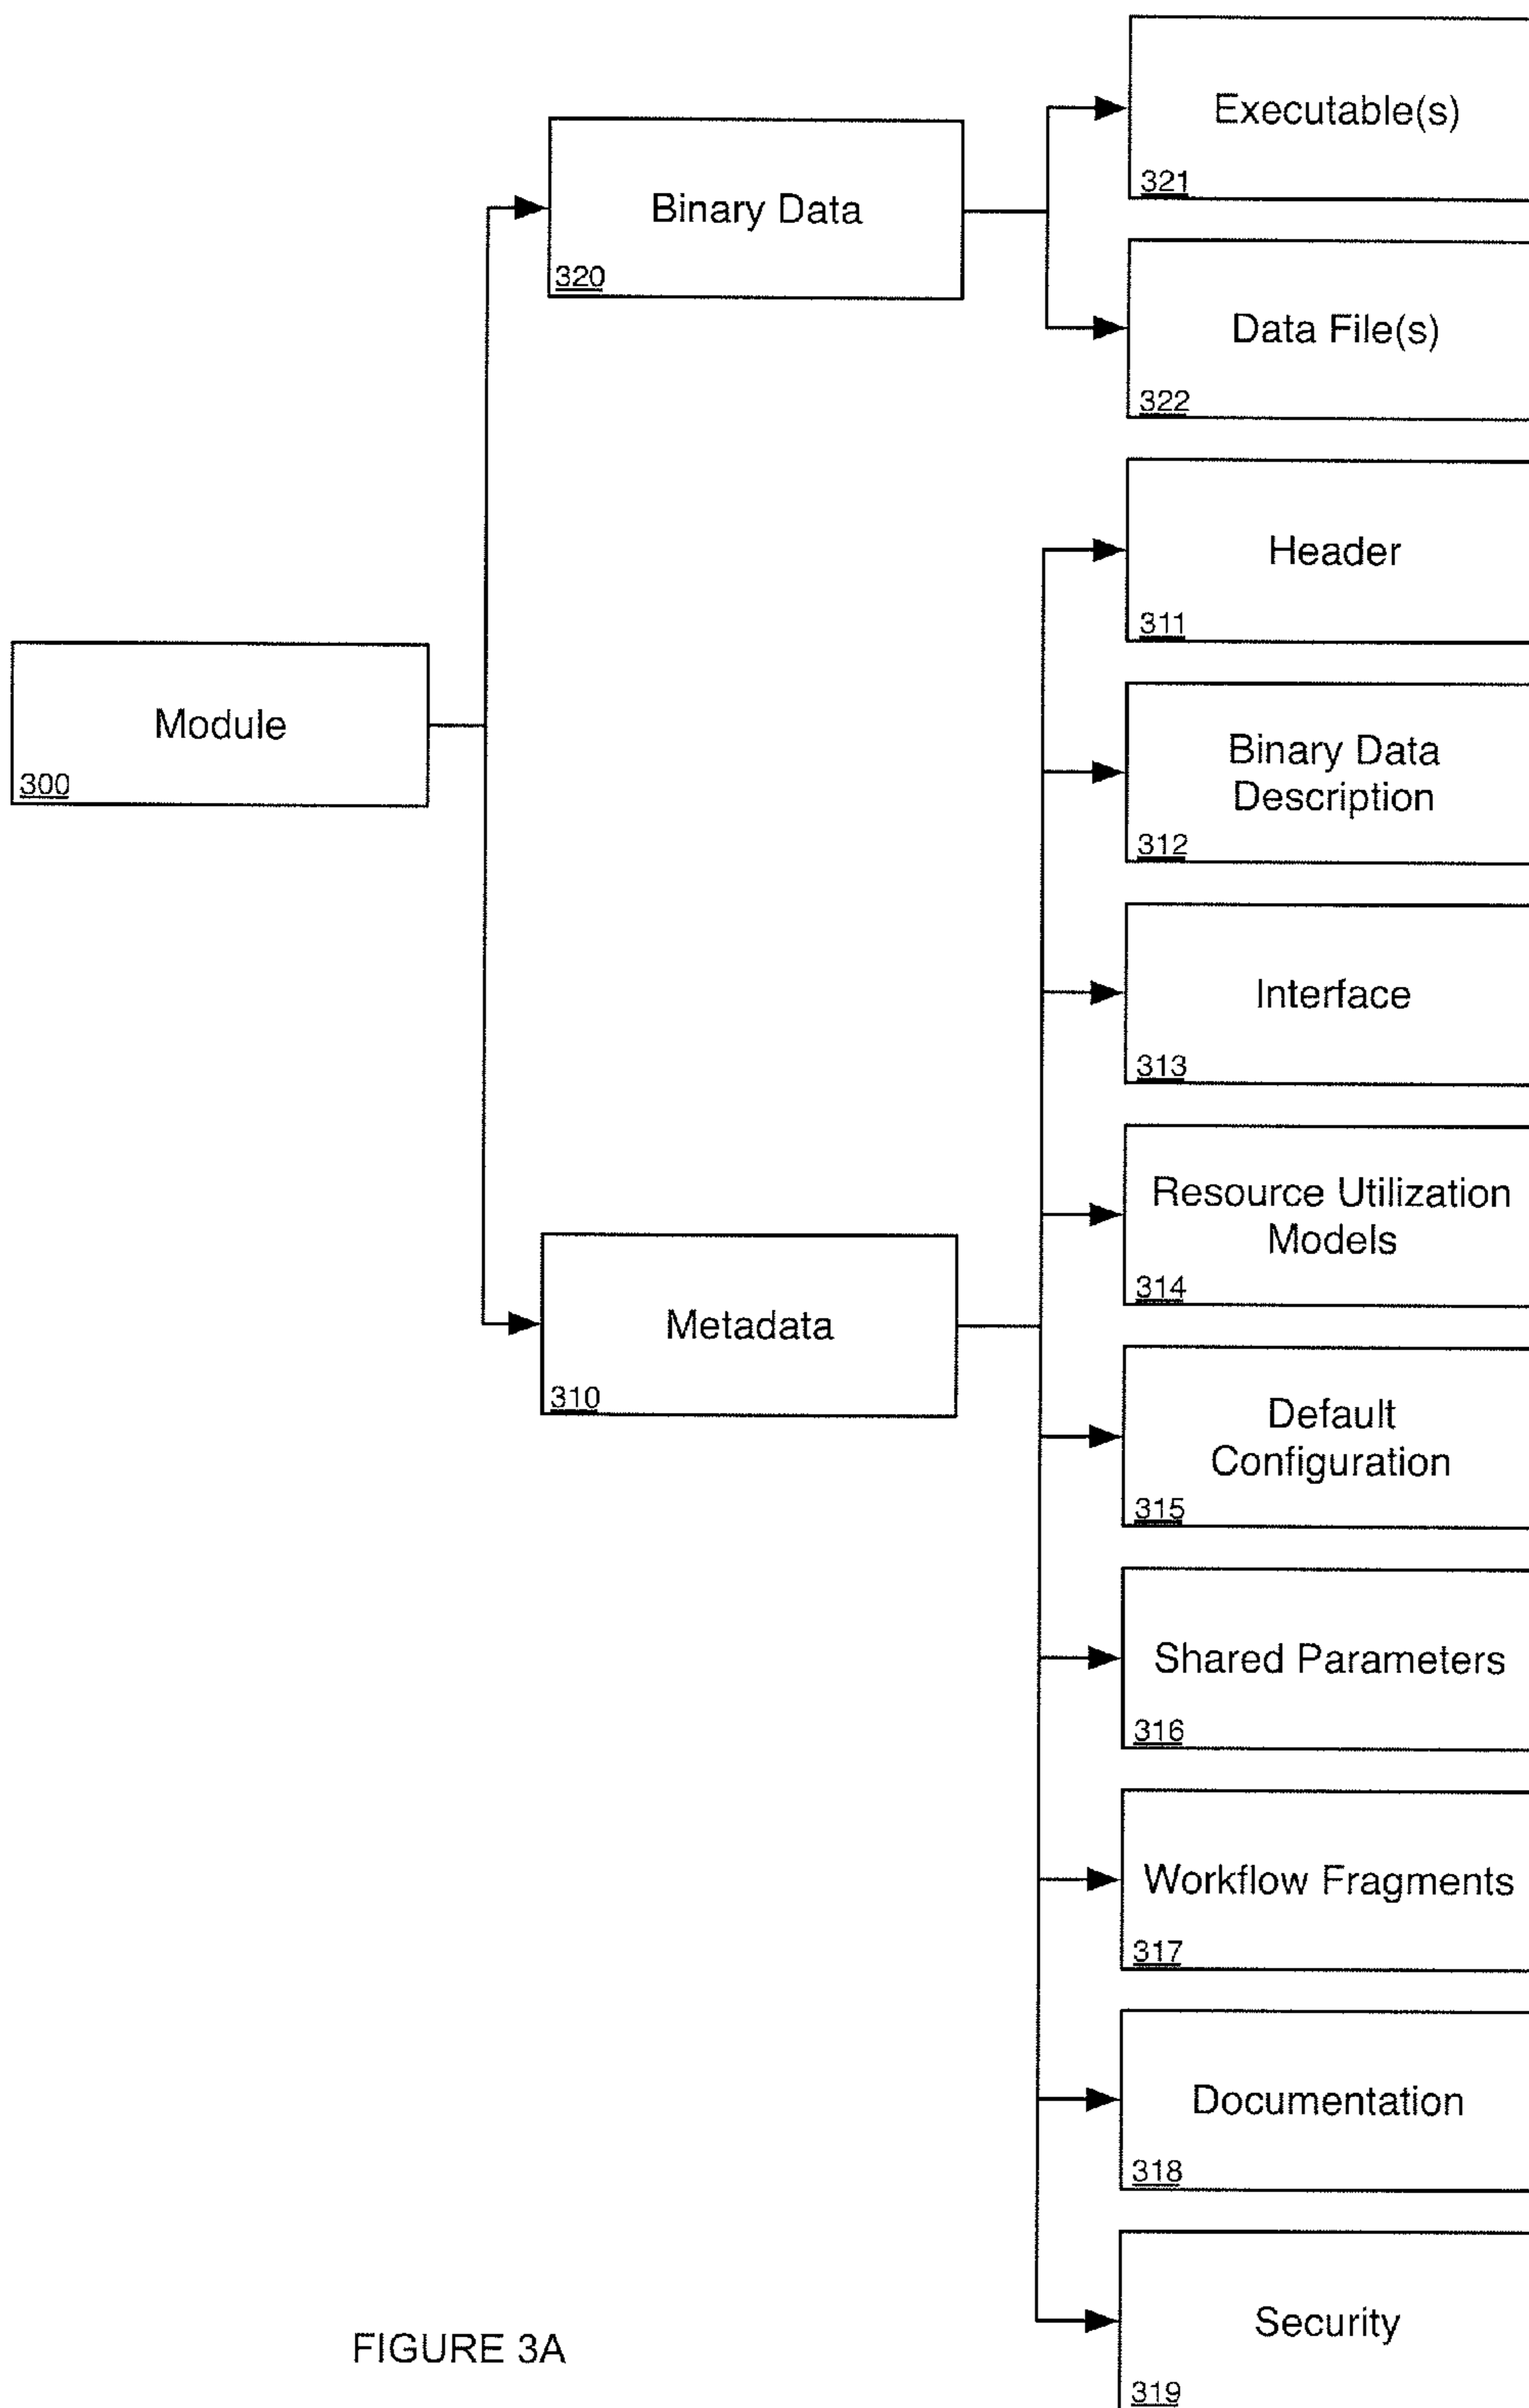 Executable(s)
321
Binary Data
320
Data File(s)
322
Header
311
Module
300
Binary Data
Description
312
Interface
313
Resource Utilization
Models
314
Metadata
310
Default
Configuration
315
Shared Parameters
316
Workflow Fragments
317
Documentation
318
Security
319
FIGURE 3A